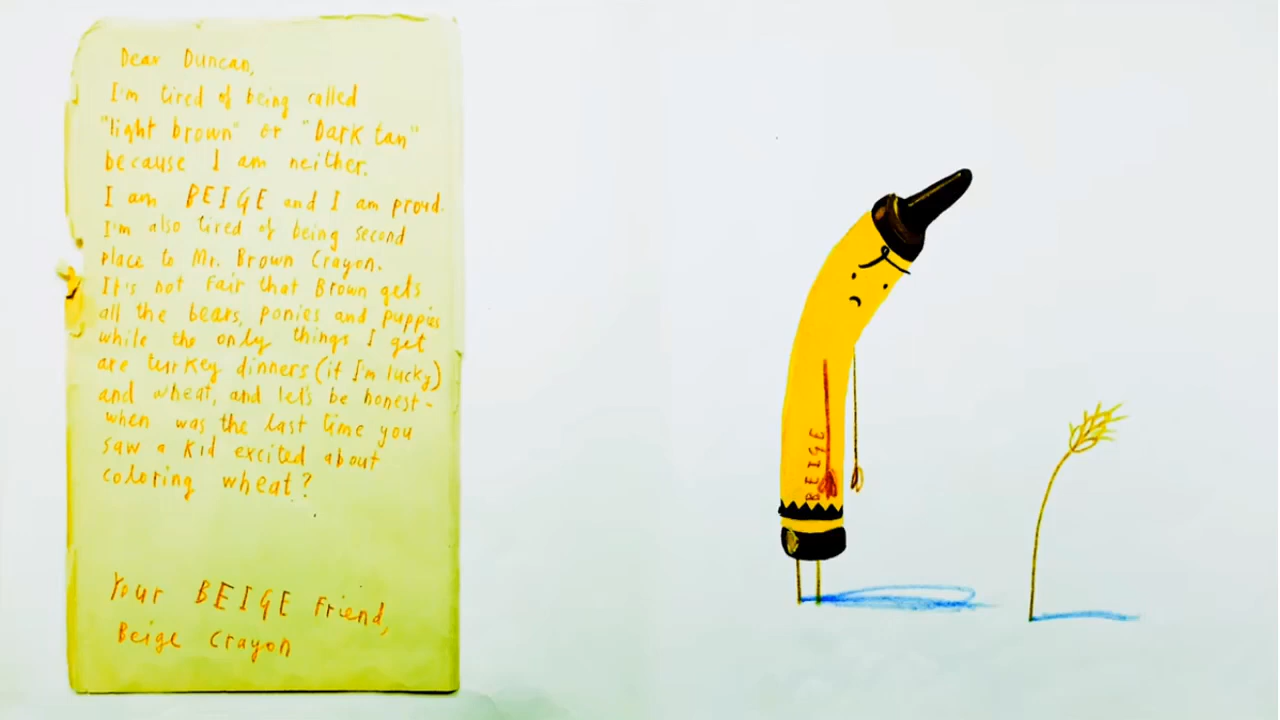 Dear Duncan,
I'm tired of being called
"light brown" or "Dark tan"
because I am neither.
I am BEIGE and I am proud.
I'm also tired of being second
place to Mr. Brown Crayon.
It's not fair that Brown gets
all the bears, ponies and puppies
while the only things I get
are turkey dinners (if I'm lucky)
and wheat, and let's be honest-
when was the last time you
saw a kid excited about
coloring wheat?
Your BEIGE friend,
Beige Crayon
BEIGE